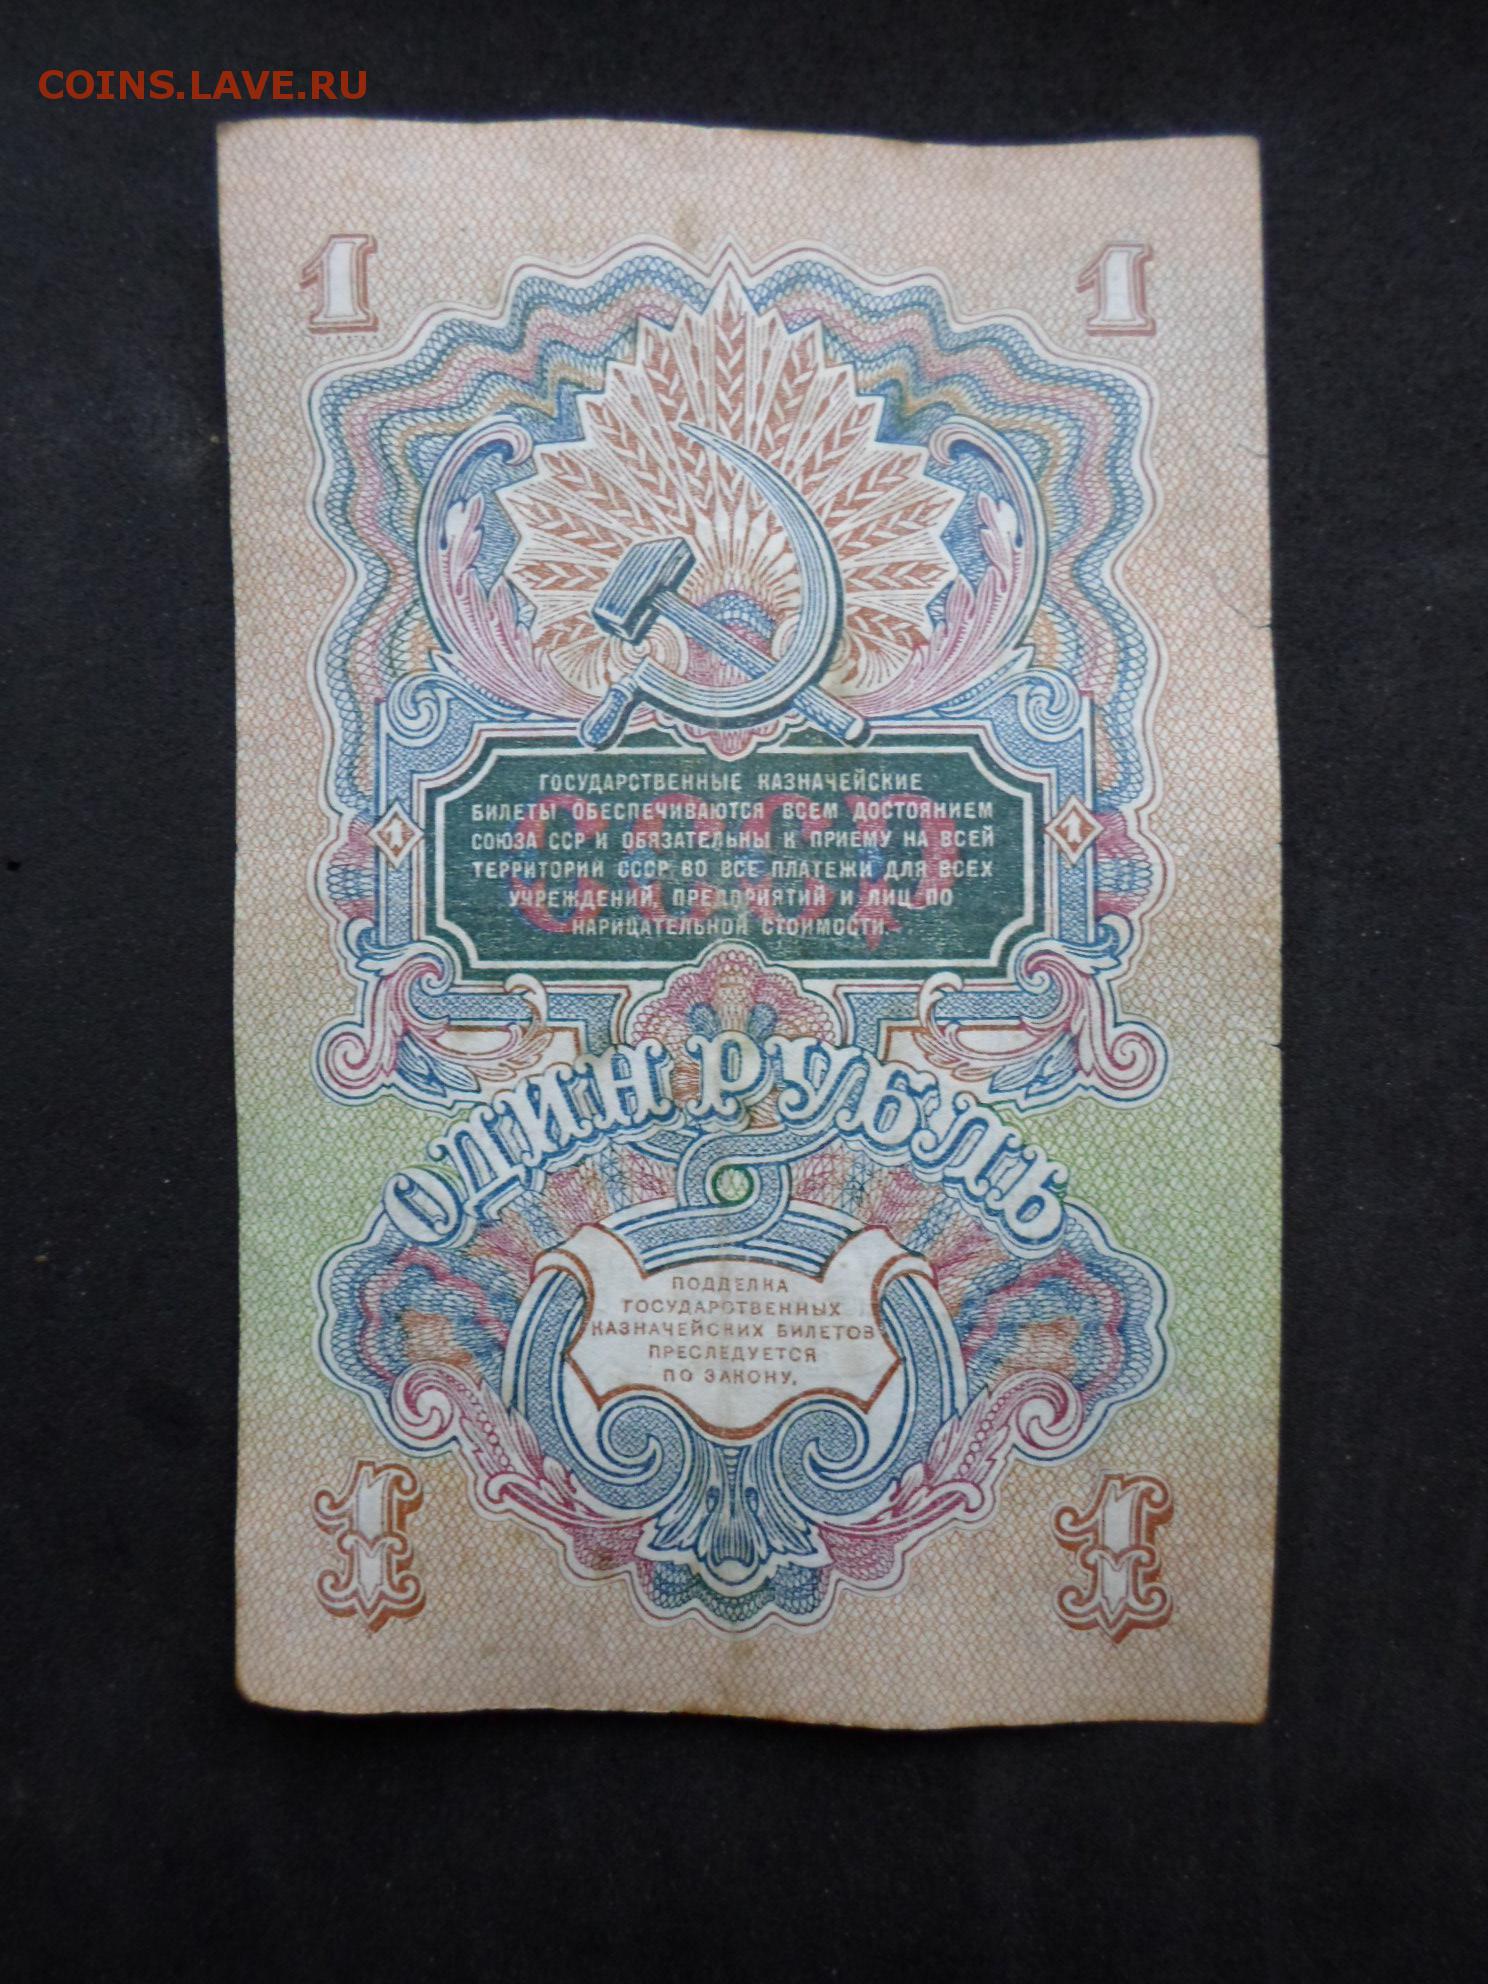 COINS.LAVE.RU
1 1
ГОСУДАРСТВЕННЫЕ КАЗНАЧЕЙСКИЕ
БИЛЕТЫ ОБЕСПЕЧИВАЮТСЯ ВСЕМ ДОСТОЯНИЕМ
СОЮЗА ССР И ОБЯЗАТЕЛЬНЫ К ПРИЕМУ НА ВСЕЙ
ТЕРРИТОРИИ СССР ВО ВСЕ ПЛАТЕЖИ ДЛЯ ВСЕХ
УЧРЕЖДЕНИЙ, ПРЕДПРИЯТИЙ И ЛИЦ ПО
НАРИЦАТЕЛЬНОЙ СТОИМОСТИ.
СССР
1 1
ОДИН РУБЛЬ
ПОДДЕЛКА
ГОСУДАРСТВЕННЫХ
КАЗНАЧЕЙСКИХ БИЛЕТОВ
ПРЕСЛЕДУЕТСЯ
ПО ЗАКОНУ.
1 1